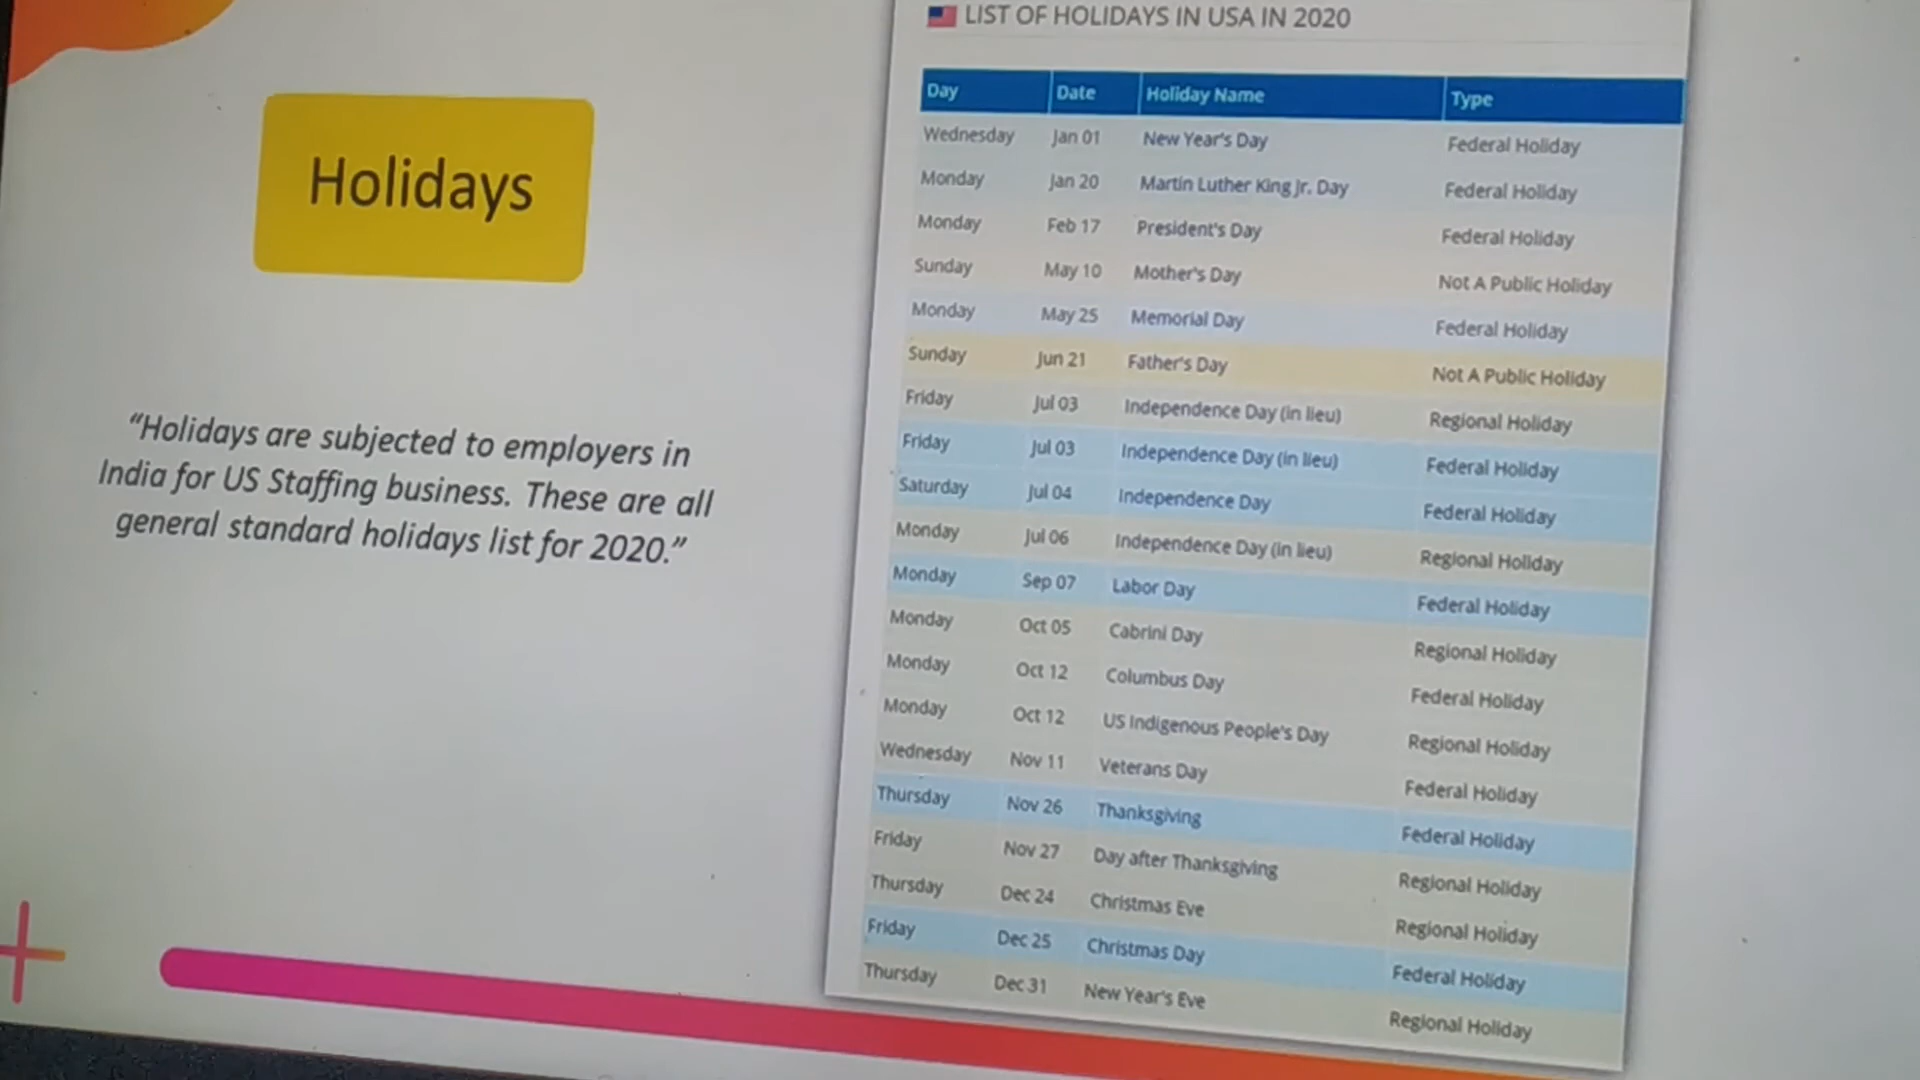 Holidays
“Holidays are subjected to employers in
India for US Staffing business. These are all
general standard holidays list for 2020.”
LIST OF HOLIDAYS IN USA IN 2020
Day Date Holiday Name Type
Wednesday Jan 01 New Year's Day Federal Holiday
Monday Jan 20 Martin Luther King Jr. Day Federal Holiday
Monday Feb 17 President's Day Federal Holiday
Sunday May 10 Mother's Day Not A Public Holiday
Monday May 25 Memorial Day Federal Holiday
Sunday Jun 21 Father's Day Not A Public Holiday
Friday Jul 03 Independence Day (in lieu) Regional Holiday
Friday Jul 03 Independence Day (in lieu) Federal Holiday
Saturday Jul 04 Independence Day Federal Holiday
Monday Jul 06 Independence Day (in lieu) Regional Holiday
Monday Sep 07 Labor Day Federal Holiday
Monday Oct 05 Cabrini Day Regional Holiday
Monday Oct 12 Columbus Day Federal Holiday
Monday Oct 12 US Indigenous People's Day Regional Holiday
Wednesday Nov 11 Veterans Day Federal Holiday
Thursday Nov 26 Thanksgiving Federal Holiday
Friday Nov 27 Day after Thanksgiving Regional Holiday
Thursday Dec 24 Christmas Eve Regional Holiday
Friday Dec 25 Christmas Day Federal Holiday
Thursday Dec 31 New Year's Eve Regional Holiday